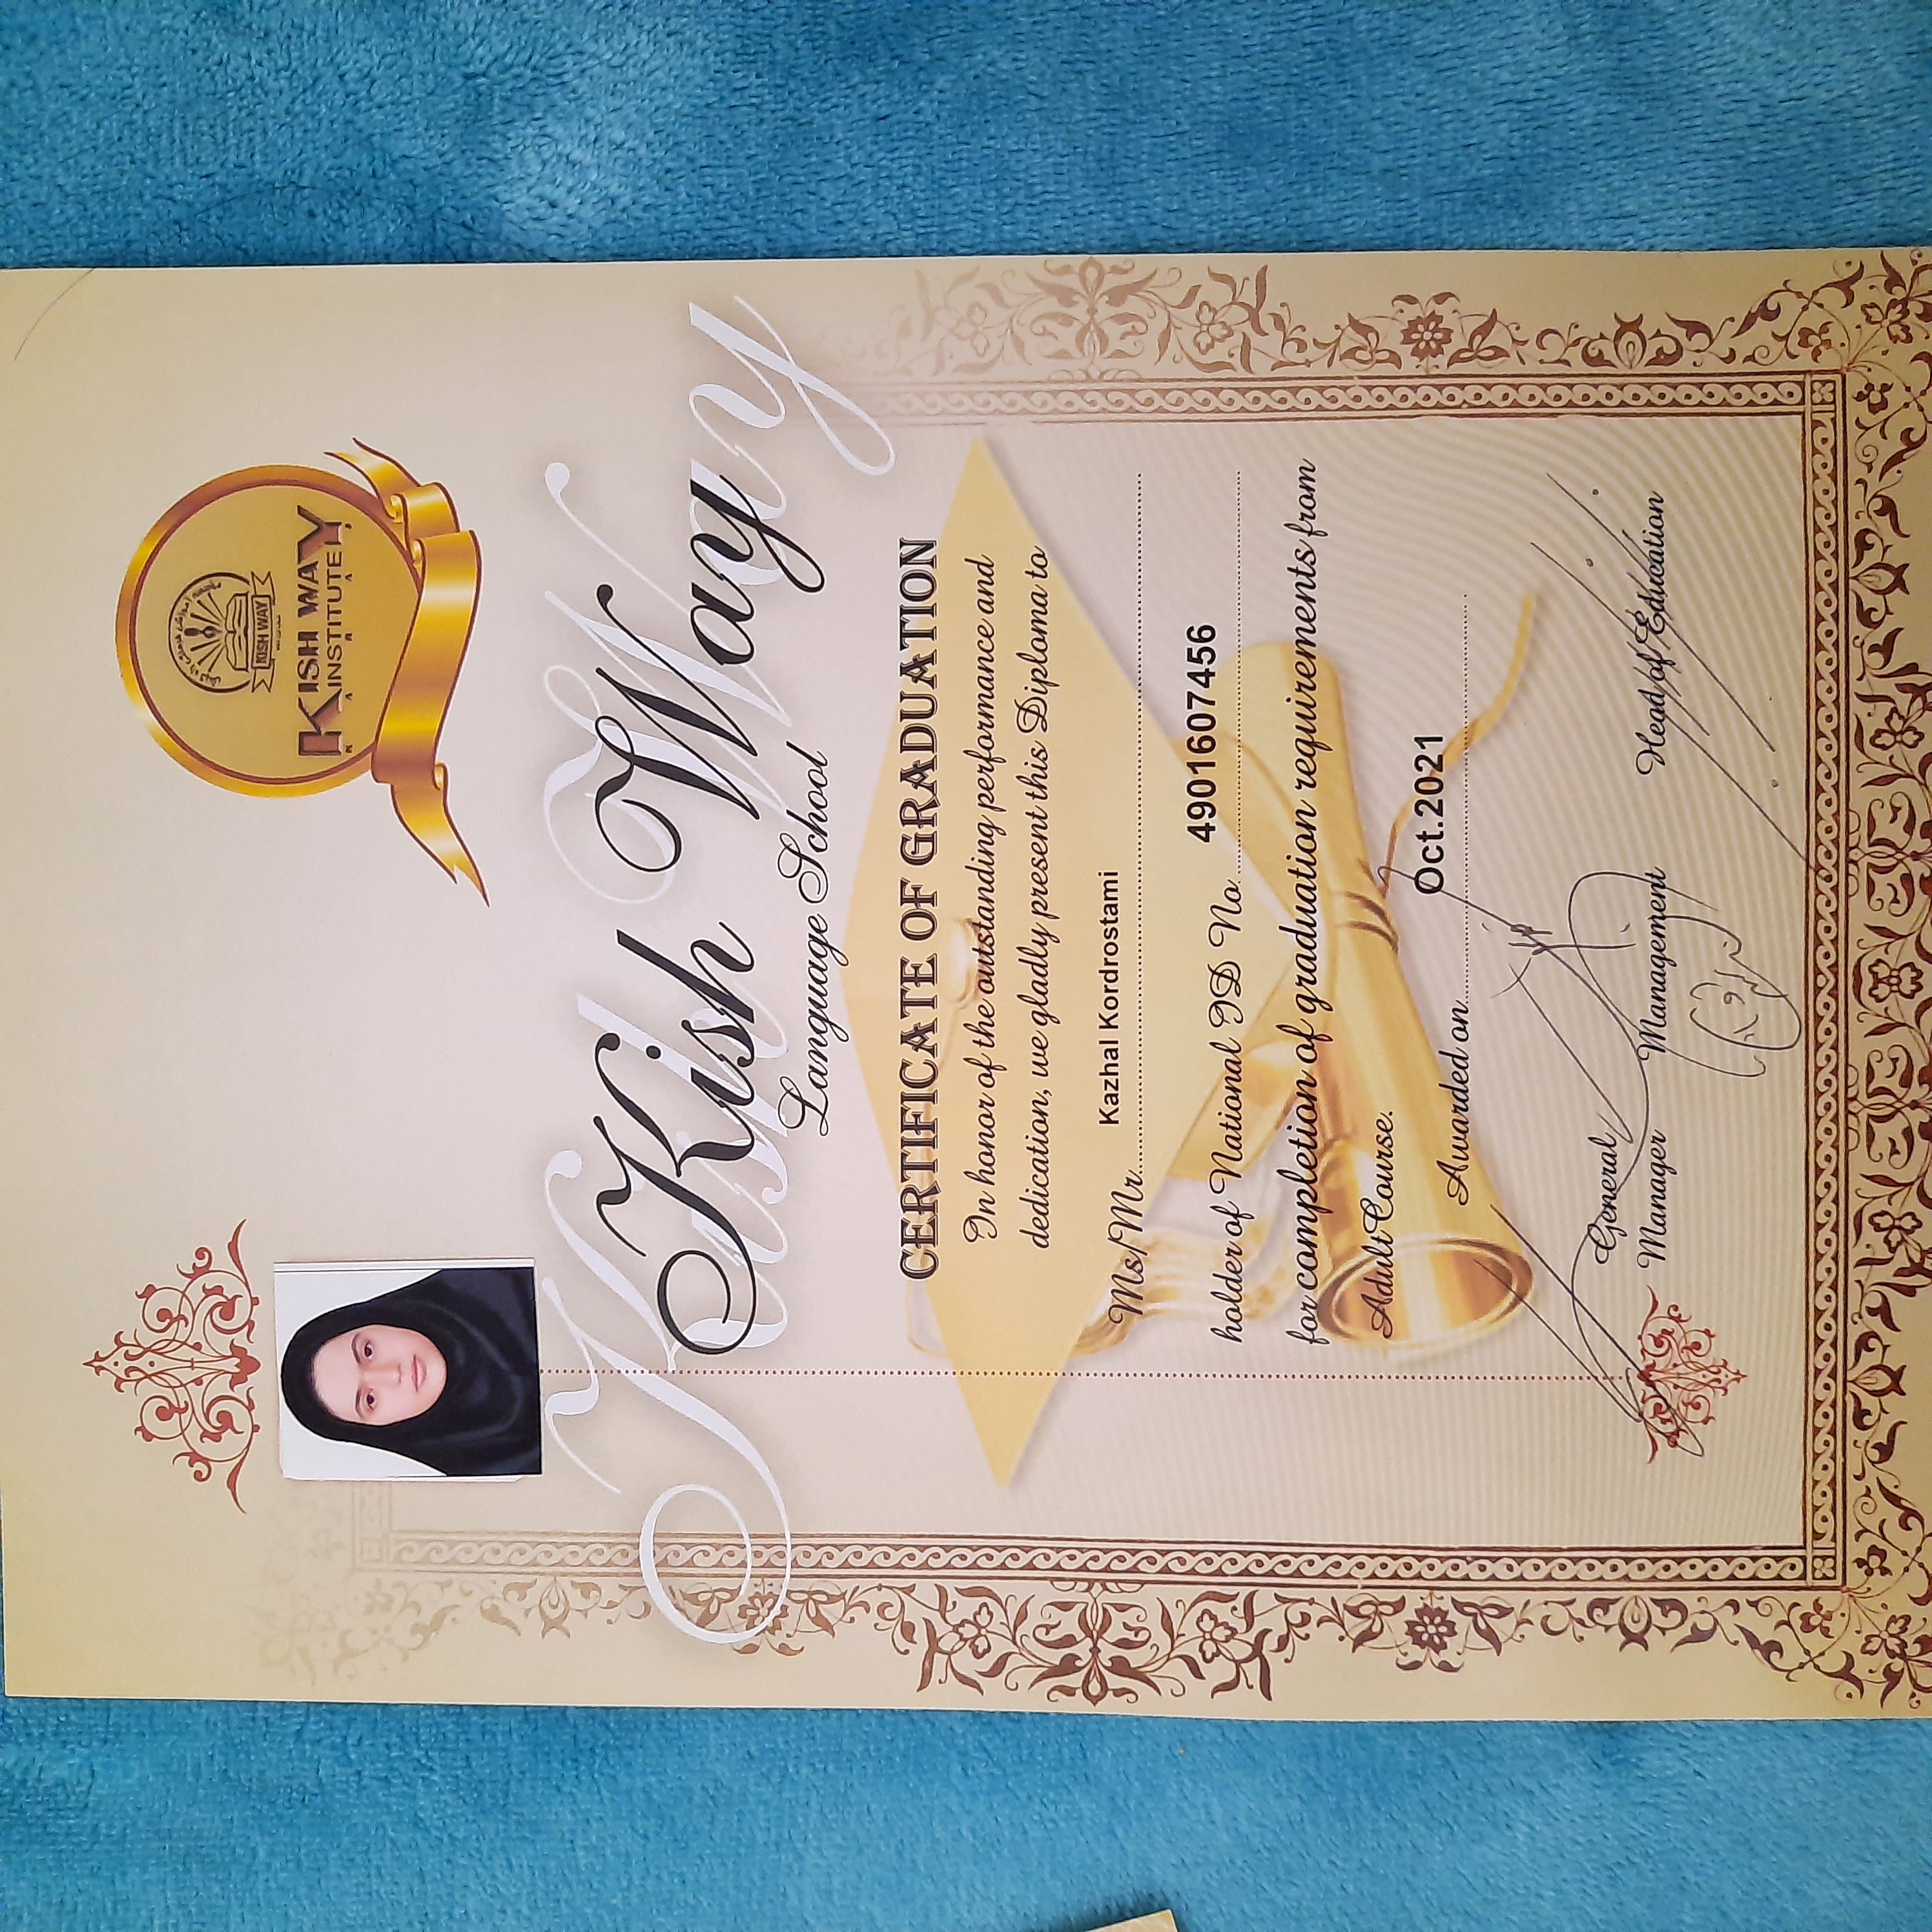 KISH WAY
KISH WAY
INSTITUTE
Kish Way
Language School
CERTIFICATE OF GRADUATION
In honor of the outstanding performance and
dedication, we gladly present this Diploma to
Ms/Mr. Kazhal Kordrostami
holder of National ID No. 4901607456
for completion of graduation requirements from
Adult Course.
Awarded on Oct.2021
General
Manager Management Head of Education